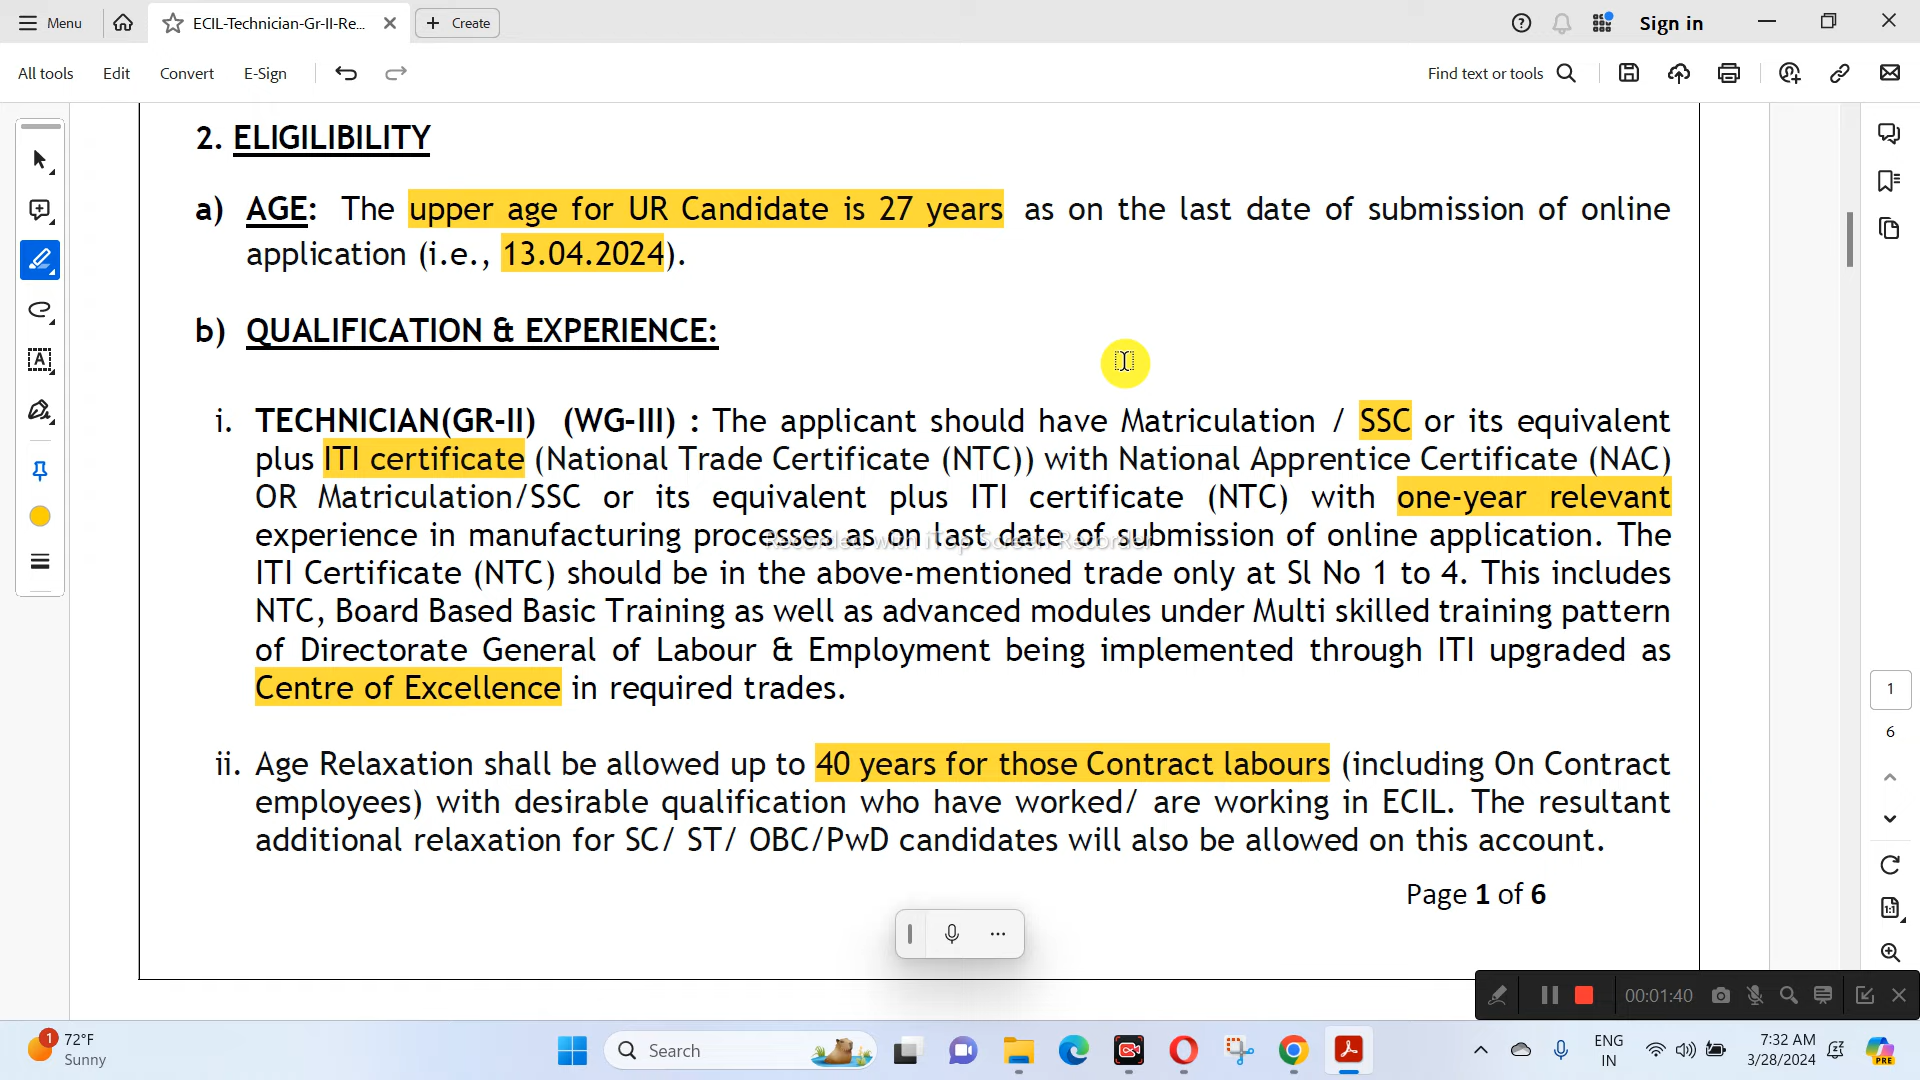 Menu
ECIL-Technician-Gr-II-Re...
Create
Sign in
All tools
Edit
Convert
E-Sign
Find text or tools
2. ELIGILIBILITY
a) AGE: The upper age for UR Candidate is 27 years as on the last date of submission of online
application (i.e., 13.04.2024).
b) QUALIFICATION & EXPERIENCE:
i. TECHNICIAN(GR-II) (WG-III) : The applicant should have Matriculation / SSC or its equivalent
plus ITI certificate (National Trade Certificate (NTC)) with National Apprentice Certificate (NAC)
OR Matriculation/SSC or its equivalent plus ITI certificate (NTC) with one-year relevant
experience in manufacturing processes as on last date of submission of online application. The
Recorded with iTop Screen Recorder
ITI Certificate (NTC) should be in the above-mentioned trade only at Sl No 1 to 4. This includes
NTC, Board Based Basic Training as well as advanced modules under Multi skilled training pattern
of Directorate General of Labour & Employment being implemented through ITI upgraded as
Centre of Excellence in required trades.
ii. Age Relaxation shall be allowed up to 40 years for those Contract labours (including On Contract
employees) with desirable qualification who have worked/ are working in ECIL. The resultant
additional relaxation for SC/ ST/ OBC/PwD candidates will also be allowed on this account.
Page 1 of 6
1
6
1:1
00:01:40
1
72°F
Sunny
Search
ENG
IN
7:32 AM
3/28/2024
PRE